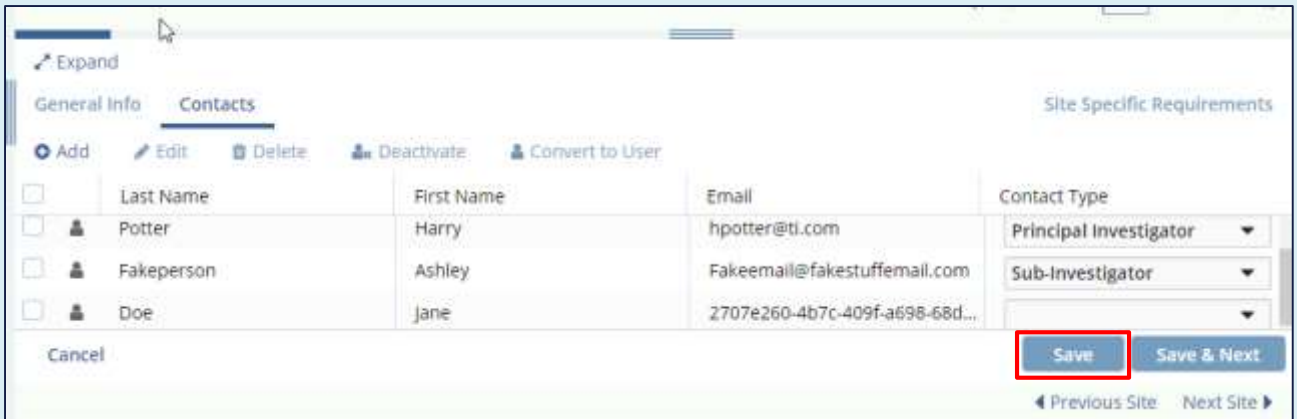 Expand
General Info Contacts Site Specific Requirements
Add Edit Delete Deactivate Convert to User
Last Name First Name Email Contact Type
Potter Harry hpotter@ti.com Principal Investigator
Fakeperson Ashley Fakeemail@fakestuffemail.com Sub-Investigator
Doe Jane 2707e260-4b7c-409f-a698-68d...
Cancel Save Save & Next
Previous Site Next Site